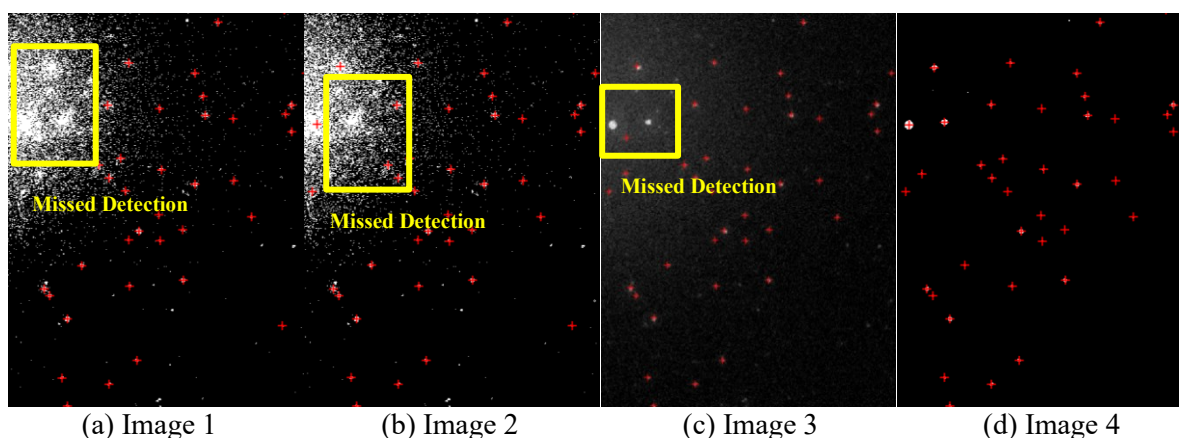 Missed Detection
Missed Detection
Missed Detection
(a) Image 1
(b) Image 2
(c) Image 3
(d) Image 4